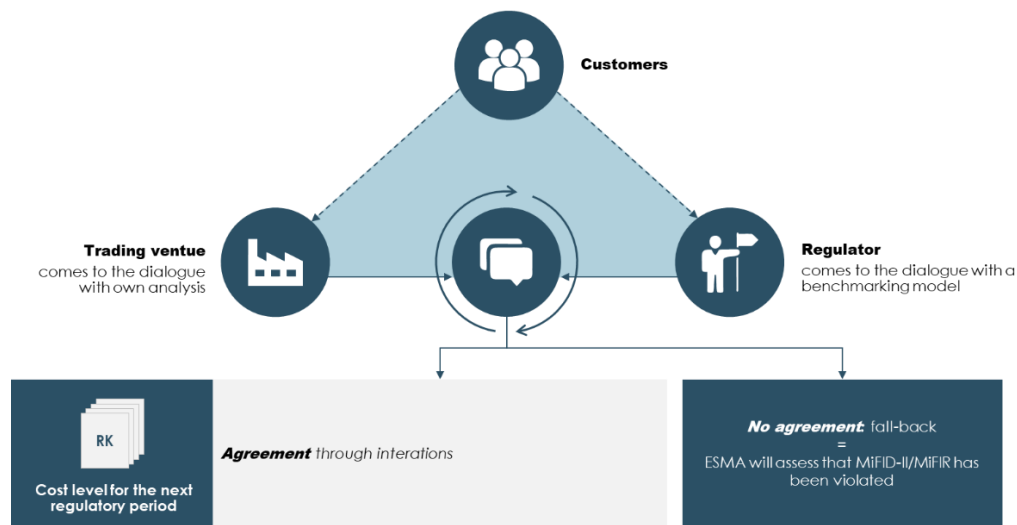 Customers
Trading ventue
comes to the dialogue
with own analysis
Regulator
comes to the dialogue with a
benchmarking model
RK
Cost level for the next
regulatory period
Agreement through interations
No agreement: fall-back
=
ESMA will assess that MiFID-II/MiFIR has
been violated